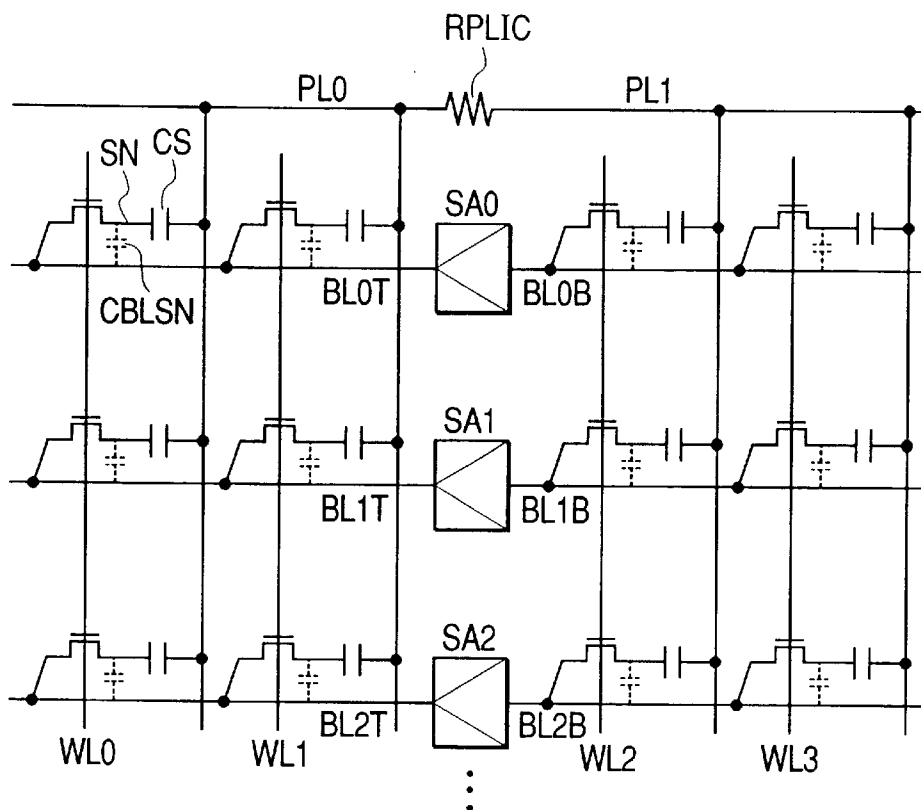 RPLIC
PL0 PL1
SN CS
SA0
BL0T BL0B
CBLSN
SA1
BL1T BL1B
SA2
BL2T BL2B
WL0 WL1 WL2 WL3